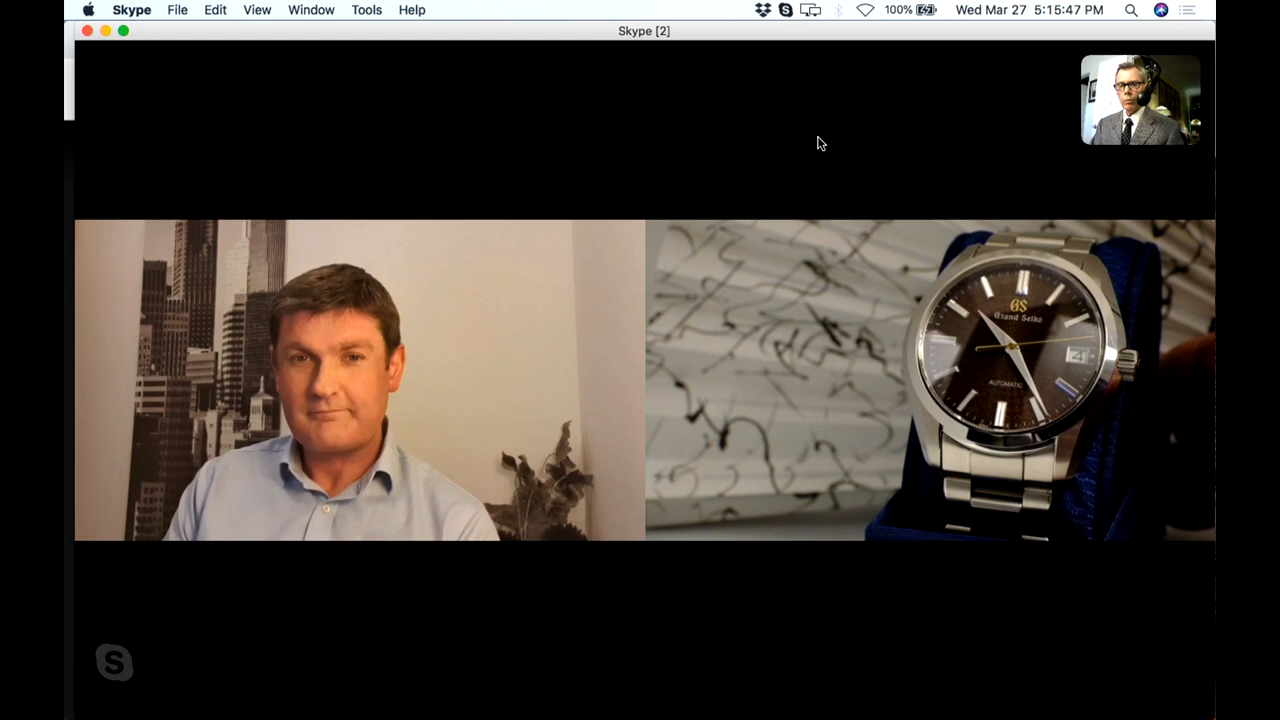 Skype File Edit View Window Tools Help 100% Wed Mar 27 5:15:47 PM
Skype [2]
GS
Grand Seiko
AUTOMATIC
S